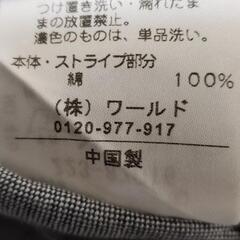 つけ置き洗い・濡れたま
まの放置禁止。
濃色のものは、単品洗い。
本体・ストライプ部分
綿 100%
(株)ワールド
0120-977-917
中国製